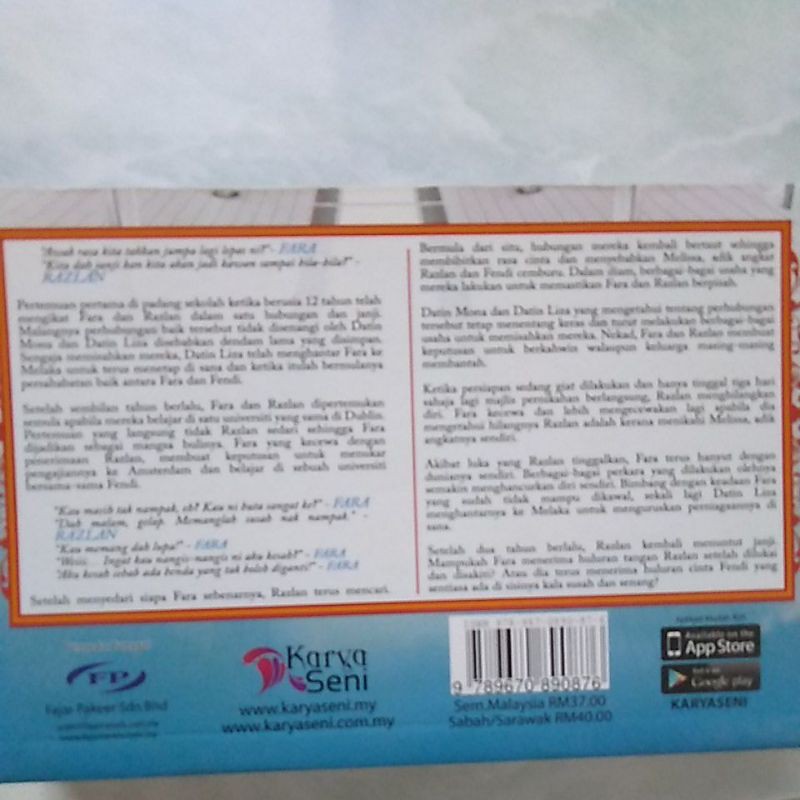 "Awak rasa kita takkan jumpa lagi lepas ni?" - FARA
"Kita dah janji kan kita akan jadi kawan sampai bila-bila?" -
RAZLAN
Pertemuan pertama di padang sekolah ketika berusia 12 tahun telah
mengikat Fara dan Razlan dalam satu hubungan dan janji.
Malangnya perhubungan baik tersebut tidak disenangi oleh Datin
Mona dan Datin Liza disebabkan dendam lama yang disimpan.
Sengaja memisahkan mereka, Datin Liza telah menghantar Fara ke
Melaka untuk terus menetap di sana dan ketika itulah bermulanya
persahabatan baik antara Fara dan Fendi.
Setelah sembilan tahun berlalu, Fara dan Razlan dipertemukan
semula apabila mereka belajar di satu universiti yang sama di Dublin.
Pertemuan yang langsung tidak Razlan sedari sehingga Fara
dijadikan sebagai mangsa bulinya. Fara yang kecewa dengan
penerimaan Razlan, membuat keputusan untuk menukar
pengajiannya ke Amsterdam dan belajar di sebuah universiti
bersama-sama Fendi.
"Kau masih tak nampak, eh? Kau ni buta sangat ke?" - FARA
"Dah malam, gelap. Memanglah susah nak nampak." -
RAZLAN
"Kau memang dah lupa!" - FARA
"Weii... Ingat kau nangis-nangis ni aku kesah?" - FARA
"Aku kesah sebab ada benda yang tak boleh diganti!" - FARA
Setelah menyedari siapa Fara sebenarnya, Razlan terus mencari.
Bermula dari situ, hubungan mereka kembali bertaut sehingga
membibitkan rasa cinta dan menyebabkan Melissa, adik angkat
Razlan dan Fendi cemburu. Dalam diam, berbagai-bagai usaha yang
mereka lakukan untuk memastikan Fara dan Razlan berpisah.
Datin Mona dan Datin Liza yang mengetahui tentang perhubungan
tersebut tetap menentang keras dan turut melakukan berbagai-bagai
usaha untuk memisahkan mereka. Nekad, Fara dan Razlan membuat
keputusan untuk berkahwin walaupun keluarga masing-masing
membantah.
Ketika persiapan sedang giat dilakukan dan hanya tinggal tiga hari
sahaja lagi majlis pernikahan berlangsung, Razlan menghilangkan
diri. Fara kecewa dan lebih mengecewakan lagi apabila dia
mengetahui hilangnya Razlan adalah kerana menikahi Melissa, adik
angkatnya sendiri.
Akibat luka yang Razlan tinggalkan, Fara terus hanyut dengan
dunianya sendiri. Berbagai-bagai perkara yang dilakukan olehnya
semakin menghancurkan diri sendiri. Bimbang dengan keadaan Fara
yang sudah tidak mampu dikawal, sekali lagi Datin Liza
menghantarnya ke Melaka untuk menguruskan perniagaannya di
sana.
Setelah dua tahun berlalu, Razlan kembali menuntut janji.
Mampukah Fara menerima huluran tangan Razlan setelah dilukai
dan disakiti? Atau dia terus menerima huluran cinta Fendi yang
sentiasa ada di sisinya kala susah dan senang?
FP
Fajar Pakeer Sdn Bhd
Karya
Seni
www.karyaseni.my
www.karyaseni.com.my
9 789670 890876
Sem.Malaysia RM37.00
Sabah/Sarawak RM40.00
Available on the
App Store
Google play
KARYASENI